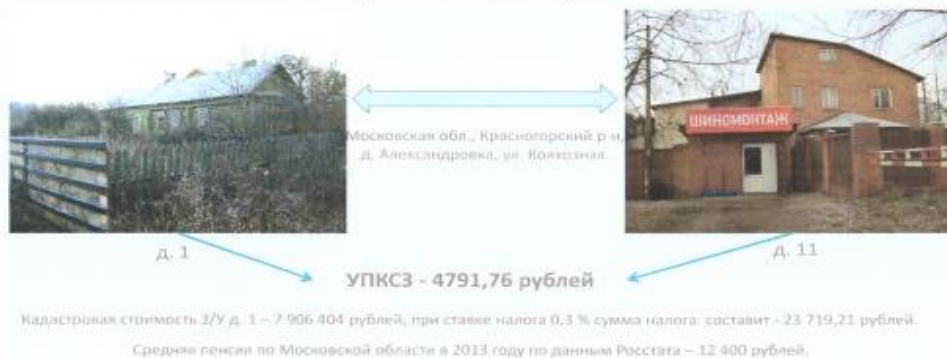 ШИНОМОНТАЖ
Московская обл., Красногорский р-н,
д. Александровка, ул. Колхозная.
д. 1
д. 11
УПКСЗ - 4791,76 рублей
Кадастровая стоимость З/У д. 1 – 7 906 404 рублей, при ставке налога 0,3 % сумма налога составит - 23 719,21 рублей.
Средняя пенсия по Московской области в 2013 году по данным Росстата – 12 400 рублей.